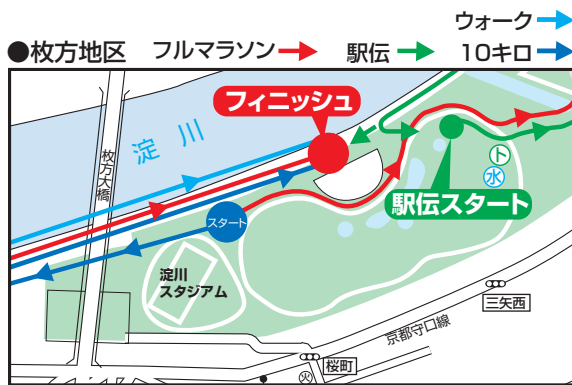 ウォーク
●枚方地区 フルマラソン 駅伝 10キロ
フィニッシュ
淀川
枚方大橋
ト
水
駅伝スタート
スタート
淀川
スタジアム
三矢西
京都守口線
桜町
火